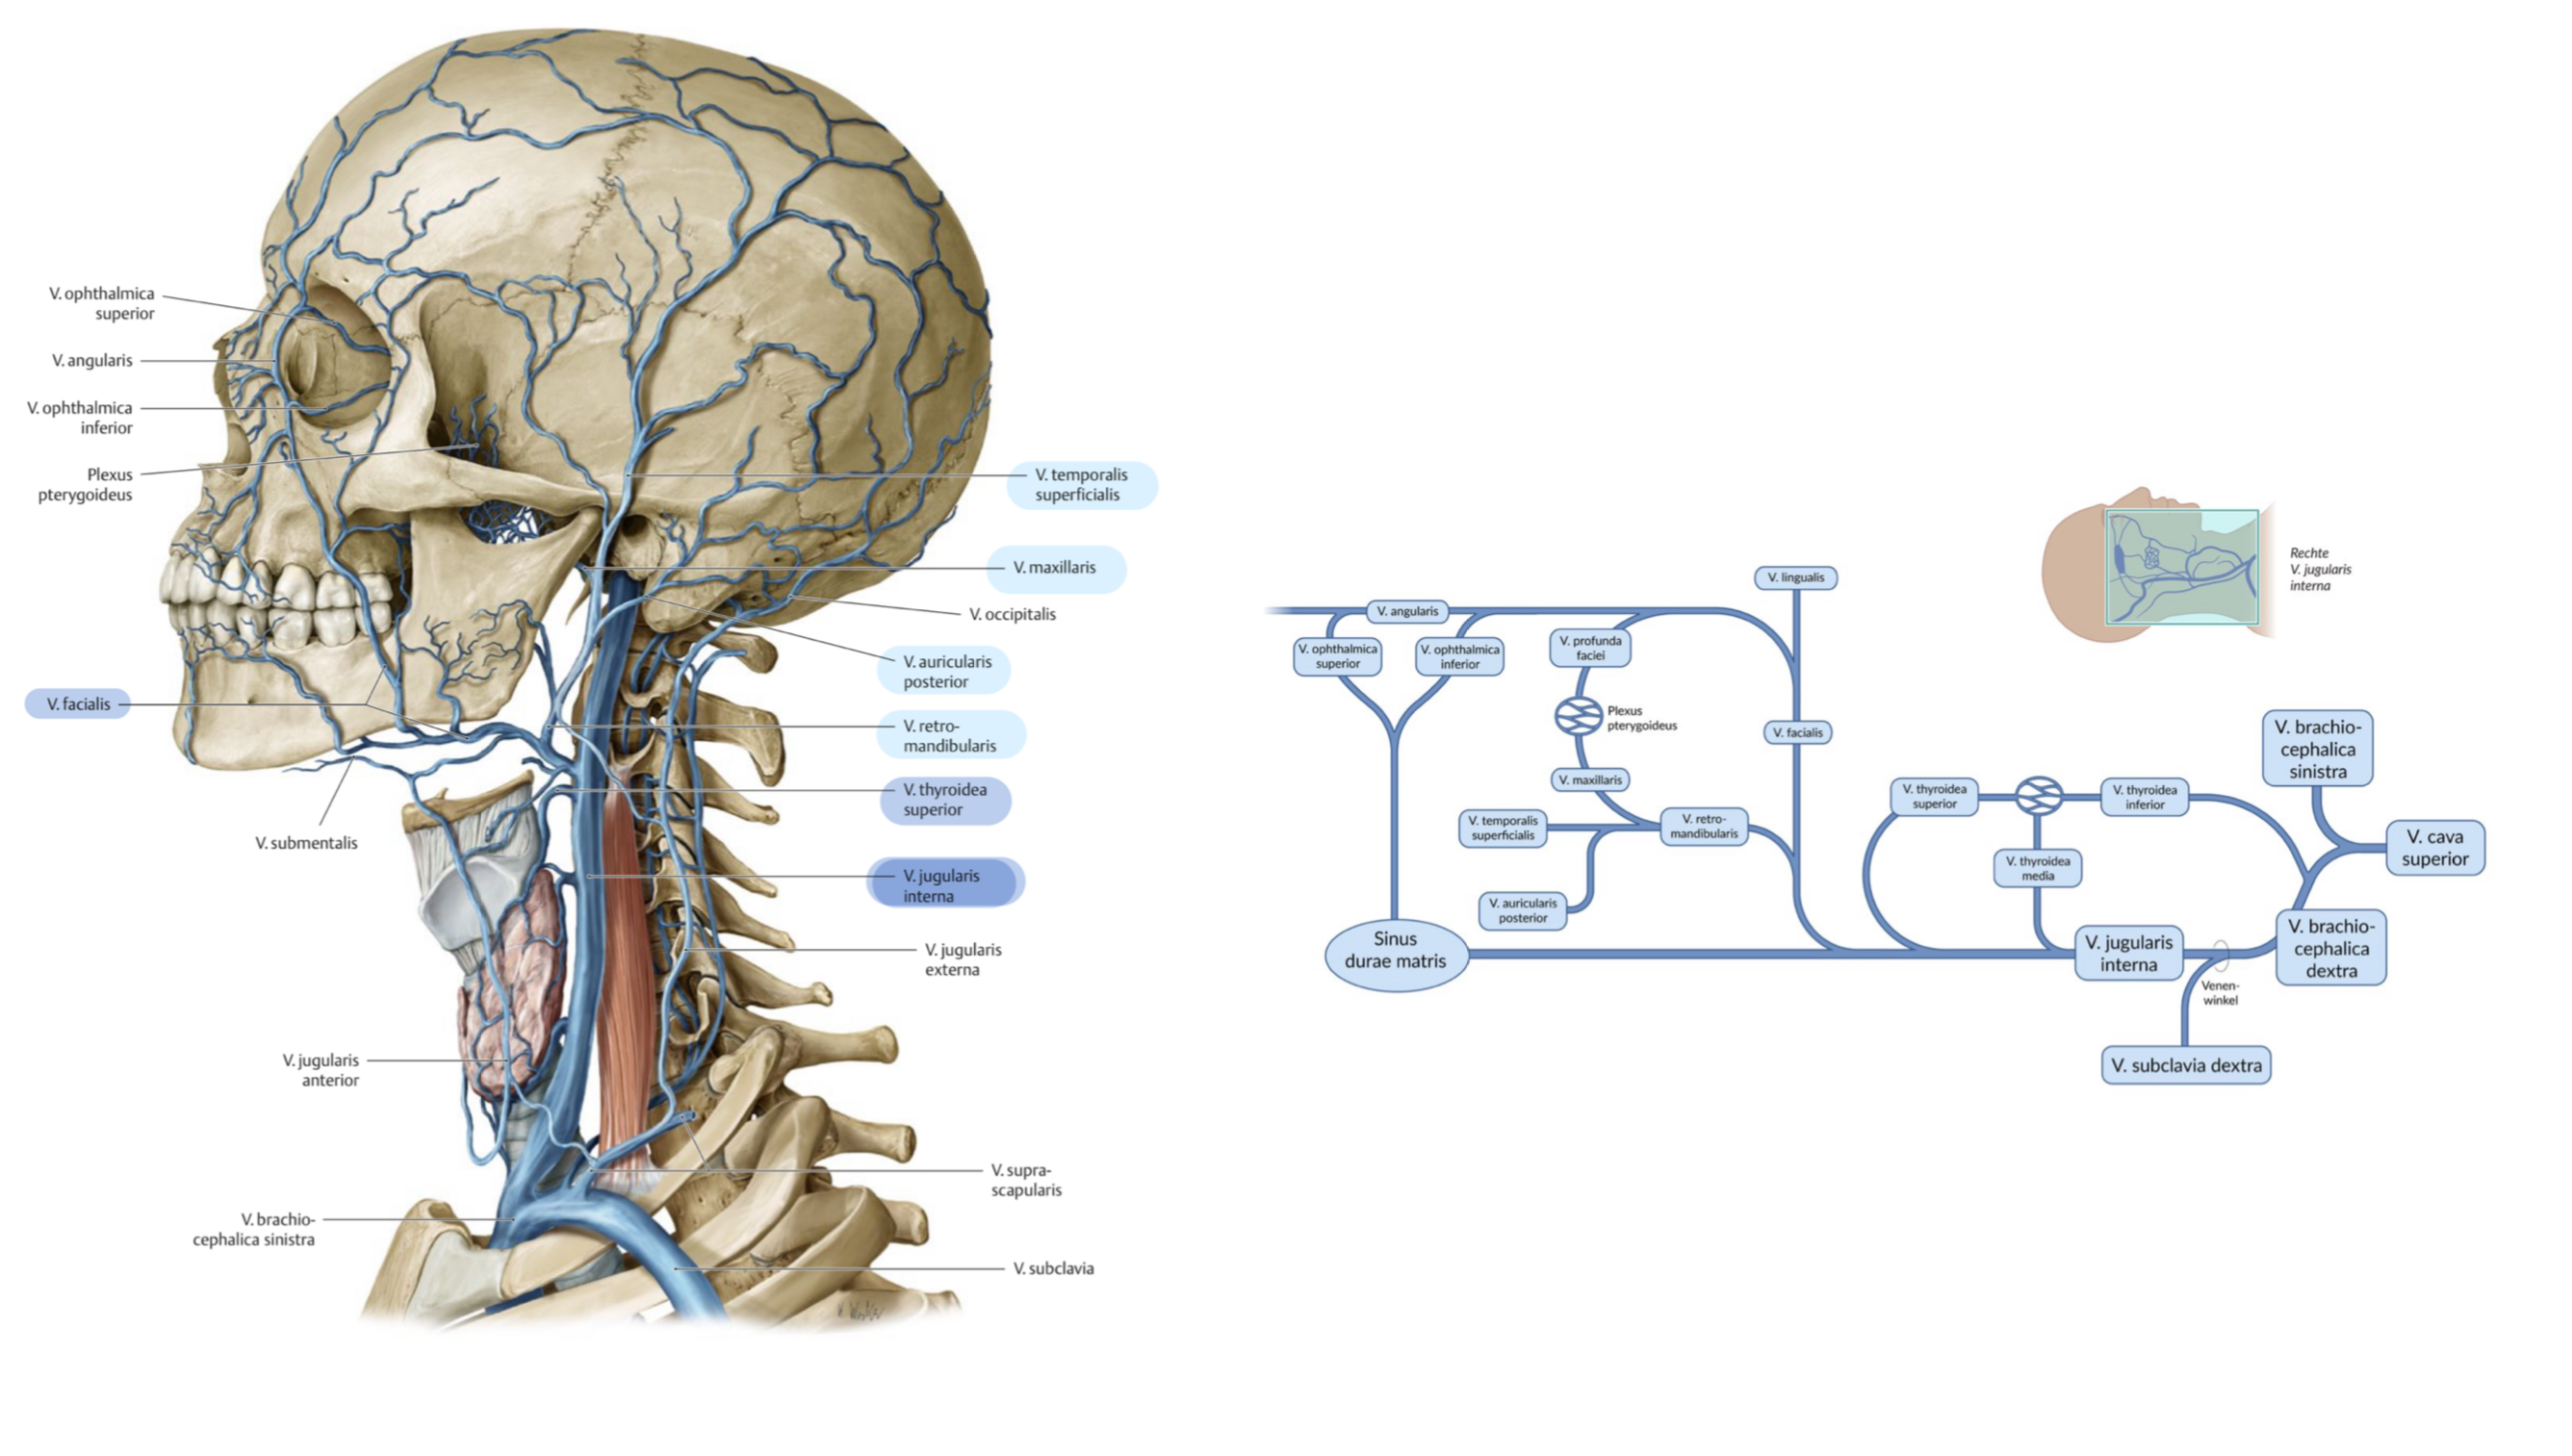 V. ophthalmica
superior
V. angularis
V. ophthalmica
inferior
Plexus
pterygoideus
V. facialis
V. submentalis
V. jugularis
anterior
V. brachio-
cephalica sinistra
V. temporalis
superficialis
V. maxillaris
V. occipitalis
V. auricularis
posterior
V. retro-
mandibularis
V. thyroidea
superior
V. jugularis
interna
V. jugularis
externa
V. supra-
scapularis
V. subclavia
V. lingualis
V. angularis
V. ophthalmica
superior
V. ophthalmica
inferior
V. profunda
faciei
Plexus
pterygoideus
V. facialis
V. maxillaris
V. temporalis
superficialis
V. retro-
mandibularis
V. auricularis
posterior
Sinus
durae matris
Rechte
V. jugularis
interna
V. brachio-
cephalica
sinistra
V. thyroidea
superior
V. thyroidea
inferior
V. thyroidea
media
V. cava
superior
V. jugularis
interna
V. brachio-
cephalica
dextra
Venen-
winkel
V. subclavia dextra